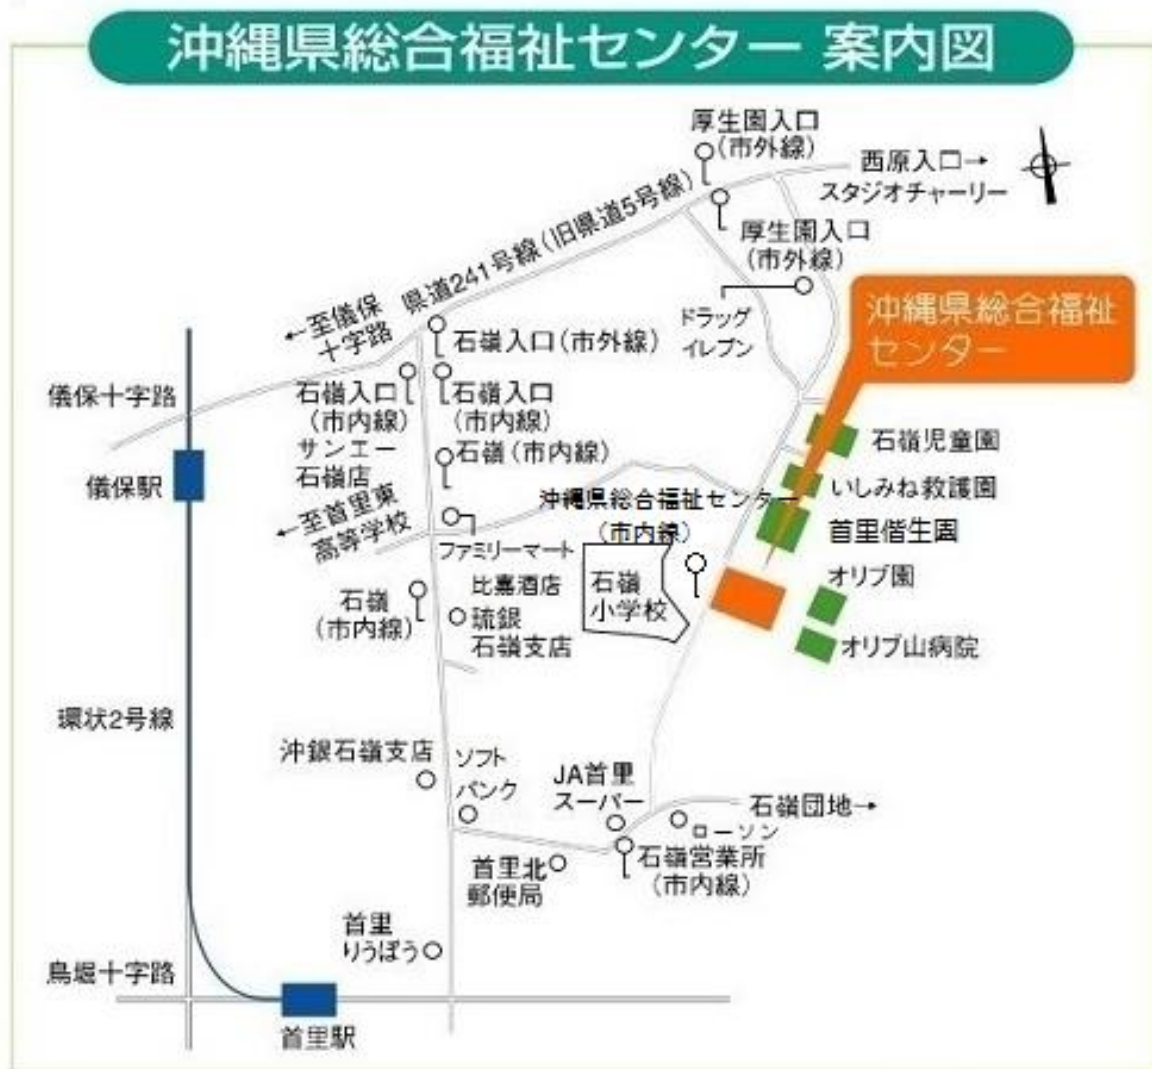 沖縄県総合福祉センター 案内図
厚生園入口
(市外線)
西原入口→
スタジオチャーリー
県道241号線(旧県道5号線)
厚生園入口
(市外線)
←至儀保
十字路
ドラッグ
イレブン
沖縄県総合福祉
センター
石嶺入口(市外線)
儀保十字路
石嶺入口
(市内線)
石嶺入口
(市内線)
サンエー
石嶺店
石嶺(市内線)
石嶺児童園
儀保駅
いしみね救護園
沖縄県総合福祉センター
(市内線)
←至首里東
高等学校
首里偕生園
ファミリーマート
比嘉酒店
石嶺
小学校
オリブ園
石嶺
(市内線)
琉銀
石嶺支店
オリブ山病院
環状2号線
沖銀石嶺支店
ソフト
バンク
JA首里
スーパー
石嶺団地→
ローソン
石嶺営業所
(市内線)
首里北
郵便局
首里
りうぼう
鳥堀十字路
首里駅